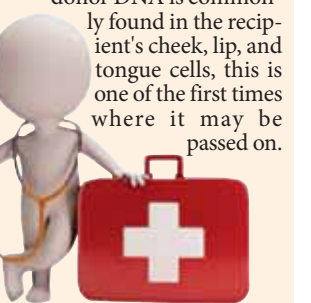 donor DNA is common-
ly found in the recip-
ient's cheek, lip, and
tongue cells, this is
one of the first times
where it may be
passed on.